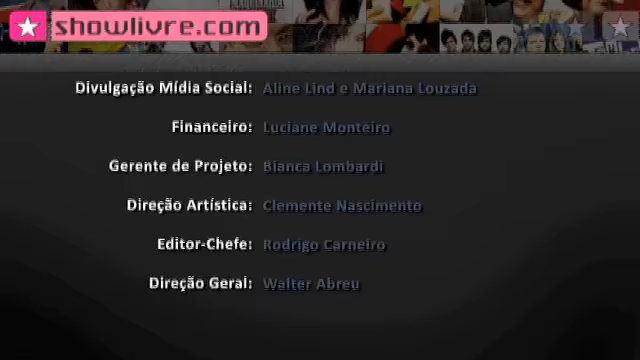 showlivre.com
Divulgação Mídia Social: Aline Lind e Mariana Louzada
Financeiro: Luciane Monteiro
Gerente de Projeto: Bianca Lombardi
Direção Artística: Clemente Nascimento
Editor-Chefe: Rodrigo Carneiro
Direção Geral: Walter Abreu